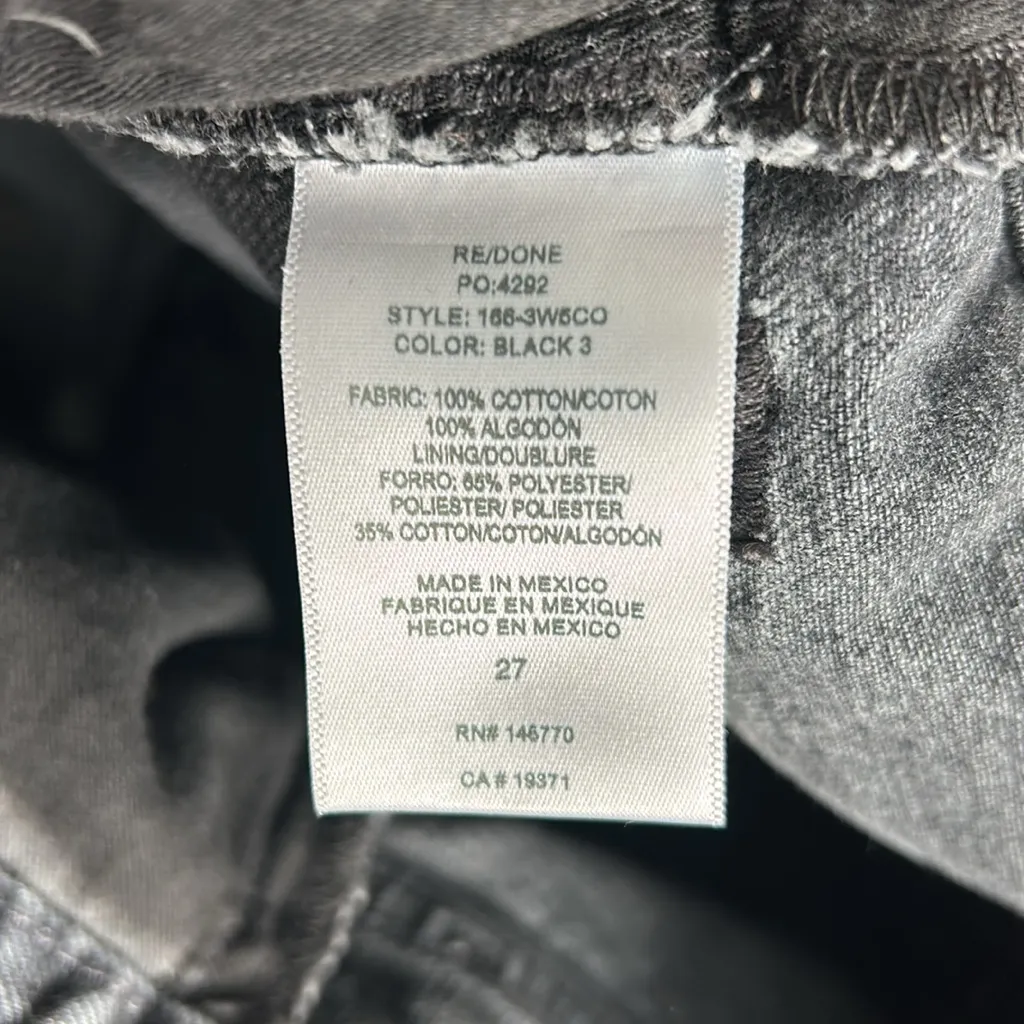 RE/DONE
PO:4292
STYLE: 166-3W5CO
COLOR: BLACK 3
FABRIC: 100% COTTON/COTON
100% ALGODÓN
LINING/DOUBLURE
FORRO: 65% POLYESTER/
POLIESTER/ POLIESTER
35% COTTON/COTON/ALGODÓN
MADE IN MEXICO
FABRIQUE EN MEXIQUE
HECHO EN MEXICO
27
RN# 146770
CA # 19371